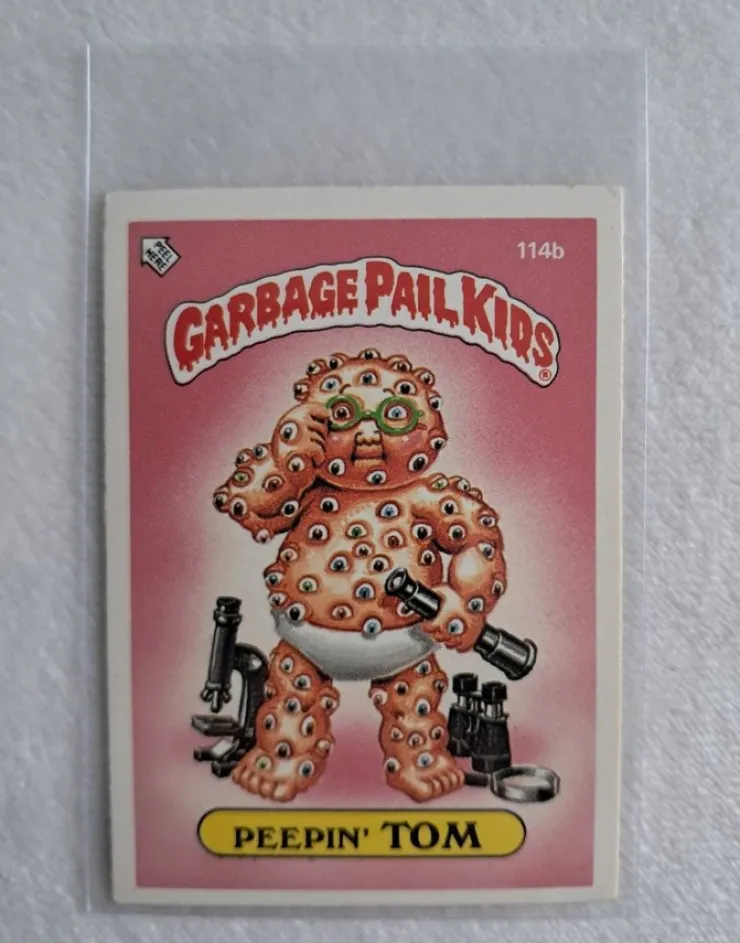 PEEL
HERE
114b
GARBAGE PAIL KIDS
®
PEEPIN' TOM